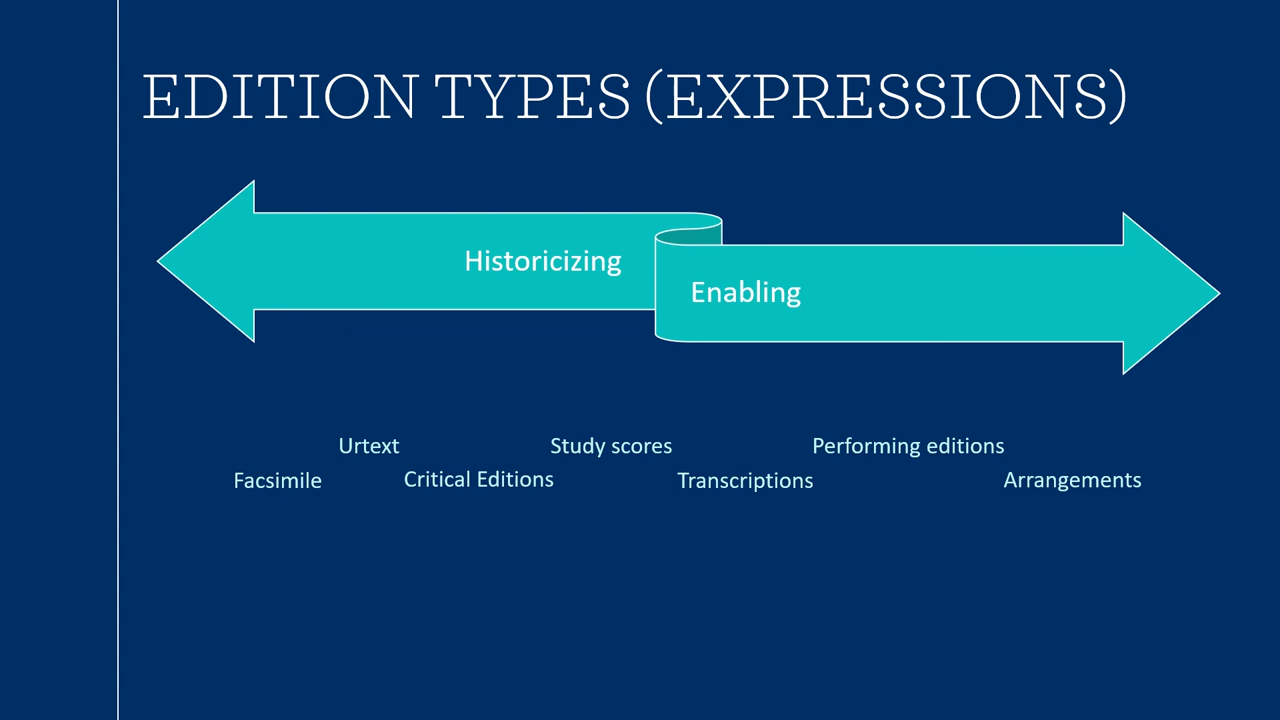 EDITION TYPES (EXPRESSIONS)
Historicizing
Enabling
Urtext
Study scores
Performing editions
Facsimile
Critical Editions
Transcriptions
Arrangements